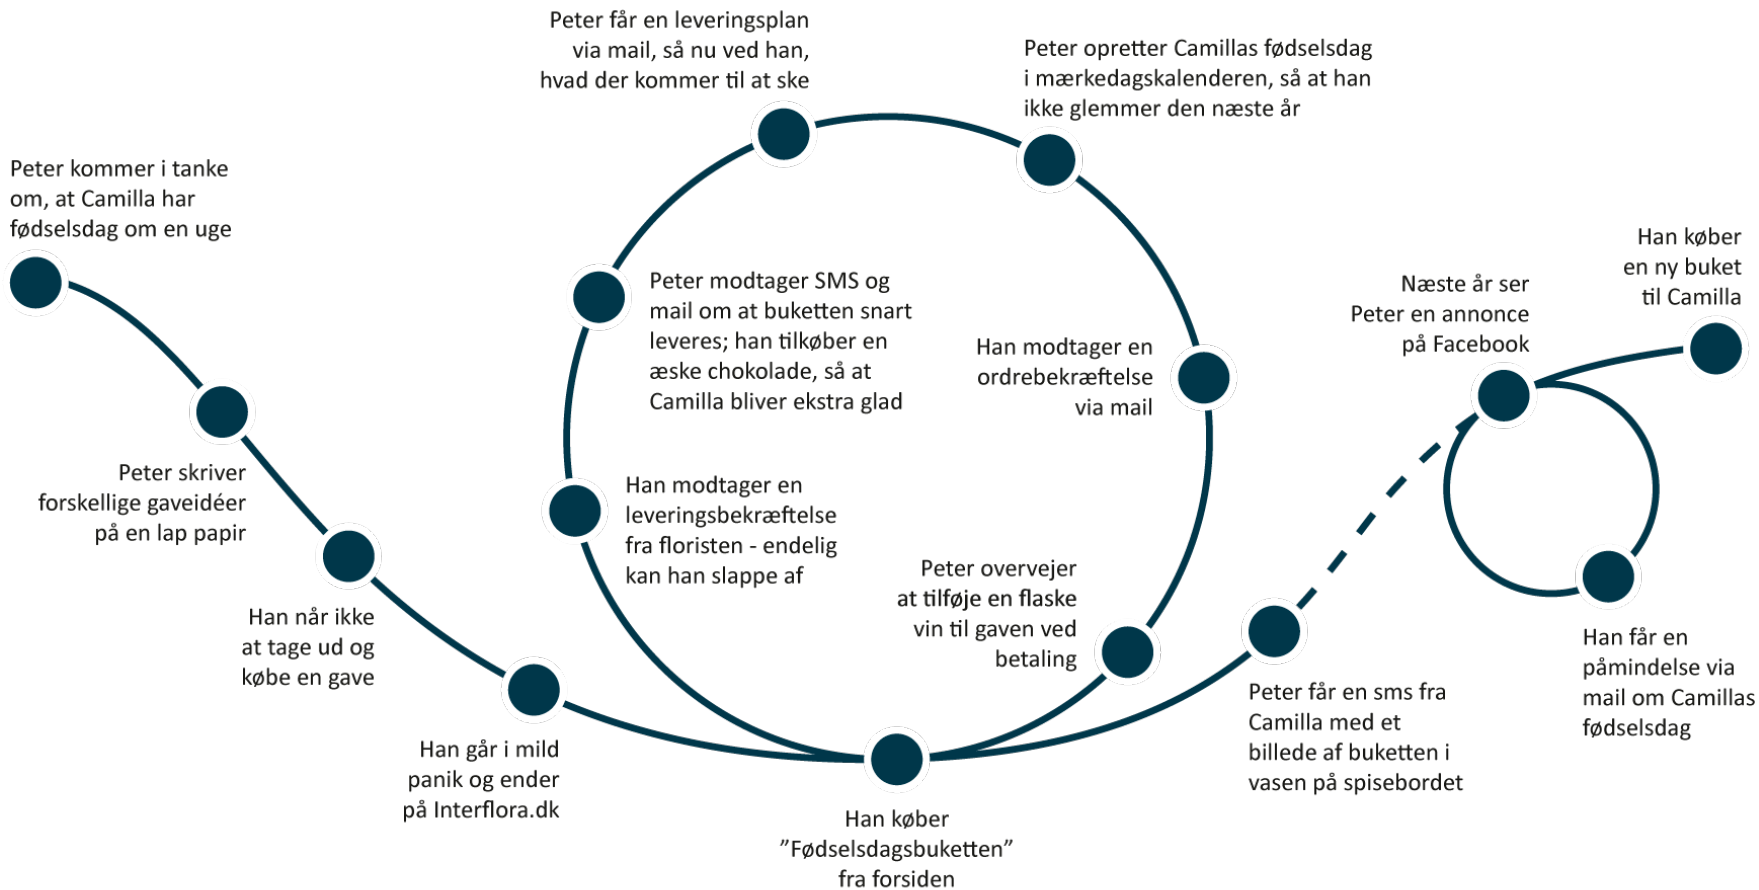 Peter kommer i tanke
om, at Camilla har
fødselsdag om en uge
Peter skriver
forskellige gaveidéer
på en lap papir
Han når ikke
at tage ud og
købe en gave
Han går i mild
panik og ender
på Interflora.dk
Han køber
”Fødselsdagsbuketten”
fra forsiden
Peter overvejer
at tilføje en flaske
vin til gaven ved
betaling
Han modtager en
ordrebekræftelse
via mail
Peter opretter Camillas fødselsdag
i mærkedagskalenderen, så at han
ikke glemmer den næste år
Peter får en leveringsplan
via mail, så nu ved han,
hvad der kommer til at ske
Peter modtager SMS og
mail om at buketten snart
leveres; han tilkøber en
æske chokolade, så at
Camilla bliver ekstra glad
Han modtager en
leveringsbekræftelse
fra floristen - endelig
kan han slappe af
Peter får en sms fra
Camilla med et
billede af buketten i
vasen på spisebordet
Næste år ser
Peter en annonce
på Facebook
Han får en
påmindelse via
mail om Camillas
fødselsdag
Han køber
en ny buket
til Camilla